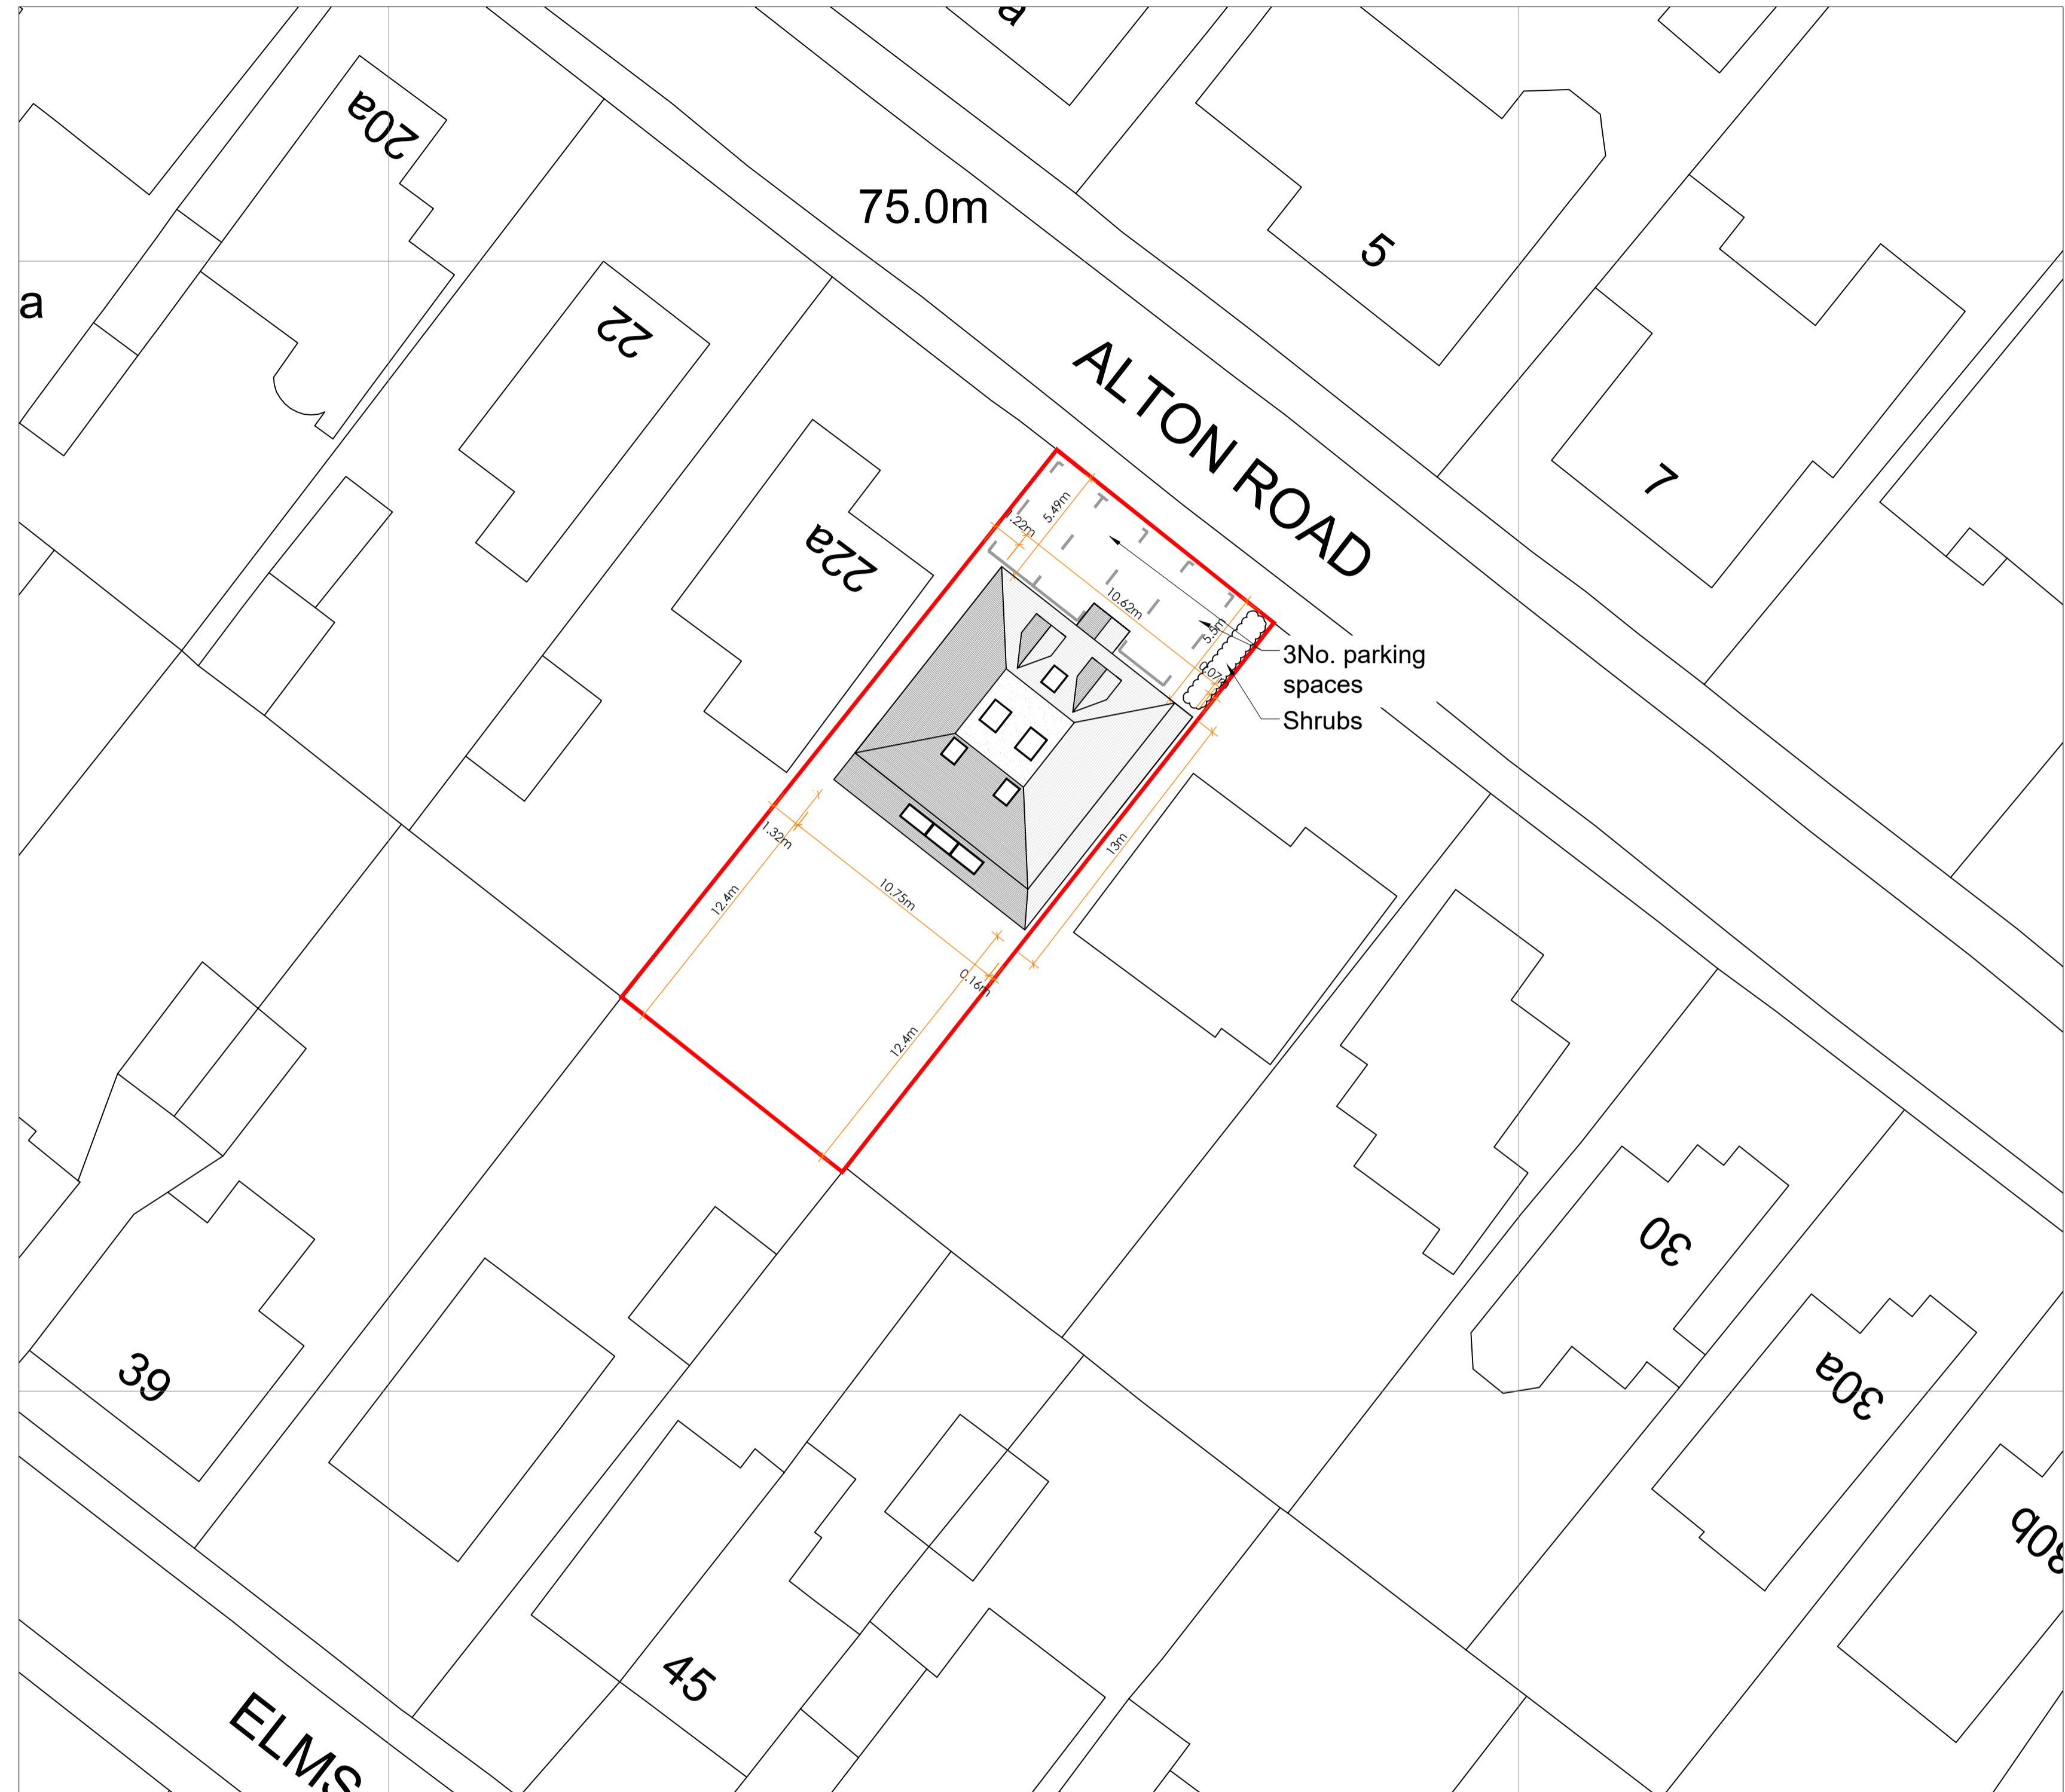 a
20a
75.0m
5
a
22
ALTON ROAD
7
22a
5.49m
10.62m
5.5m
3No. parking
spaces
Shrubs
1.32m
13m
12.4m
10.75m
0.16m
12.4m
30
39
30a
45
ELMS